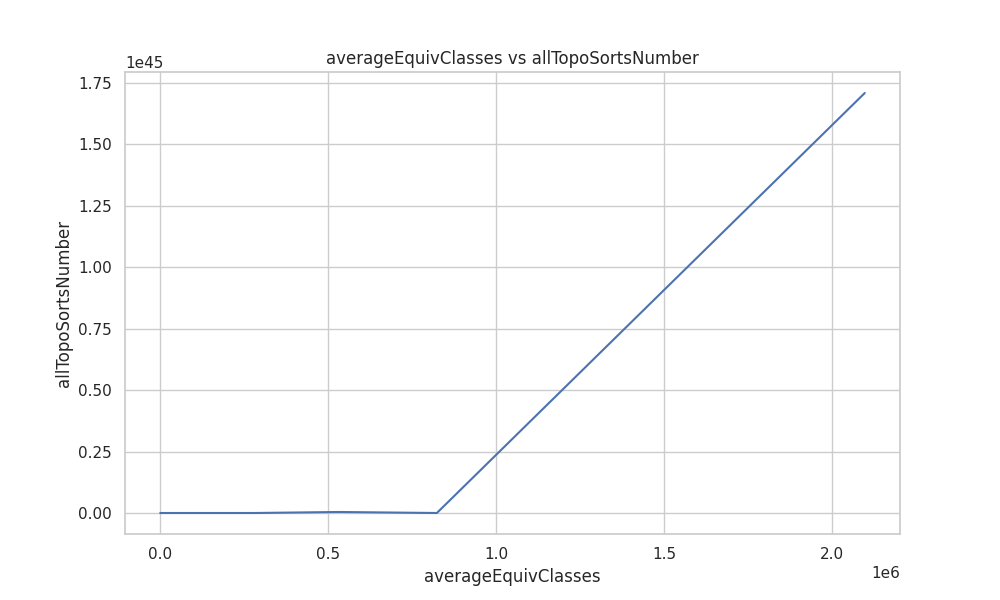 averageEquivClasses vs allTopoSortsNumber
1e45
1.75
1.50
1.25
1.00
0.75
0.50
0.25
0.00
allTopoSortsNumber
0.0 0.5 1.0 1.5 2.0
1e6
averageEquivClasses